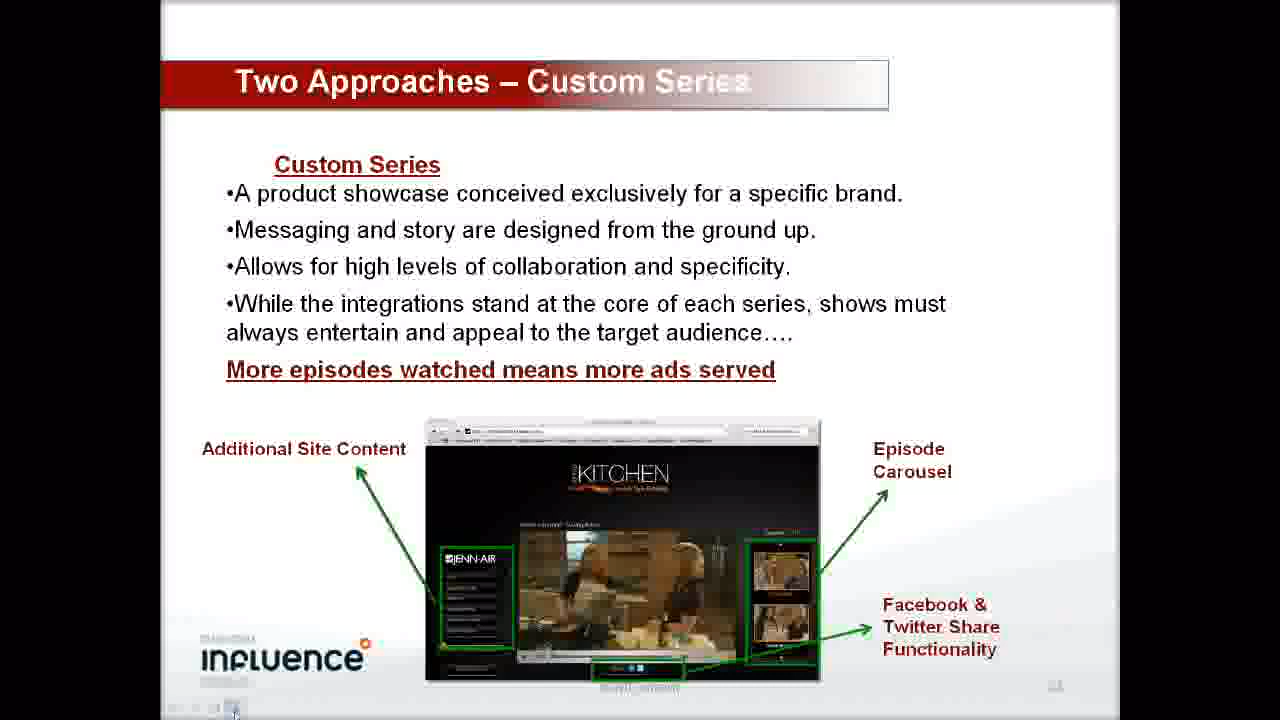 Two Approaches – Custom Series
Custom Series
•A product showcase conceived exclusively for a specific brand.
•Messaging and story are designed from the ground up.
•Allows for high levels of collaboration and specificity.
•While the integrations stand at the core of each series, shows must
always entertain and appeal to the target audience….
More episodes watched means more ads served
Additional Site Content
Episode
Carousel
KITCHEN
JENN-AIR
Facebook &
Twitter Share
Functionality
influence